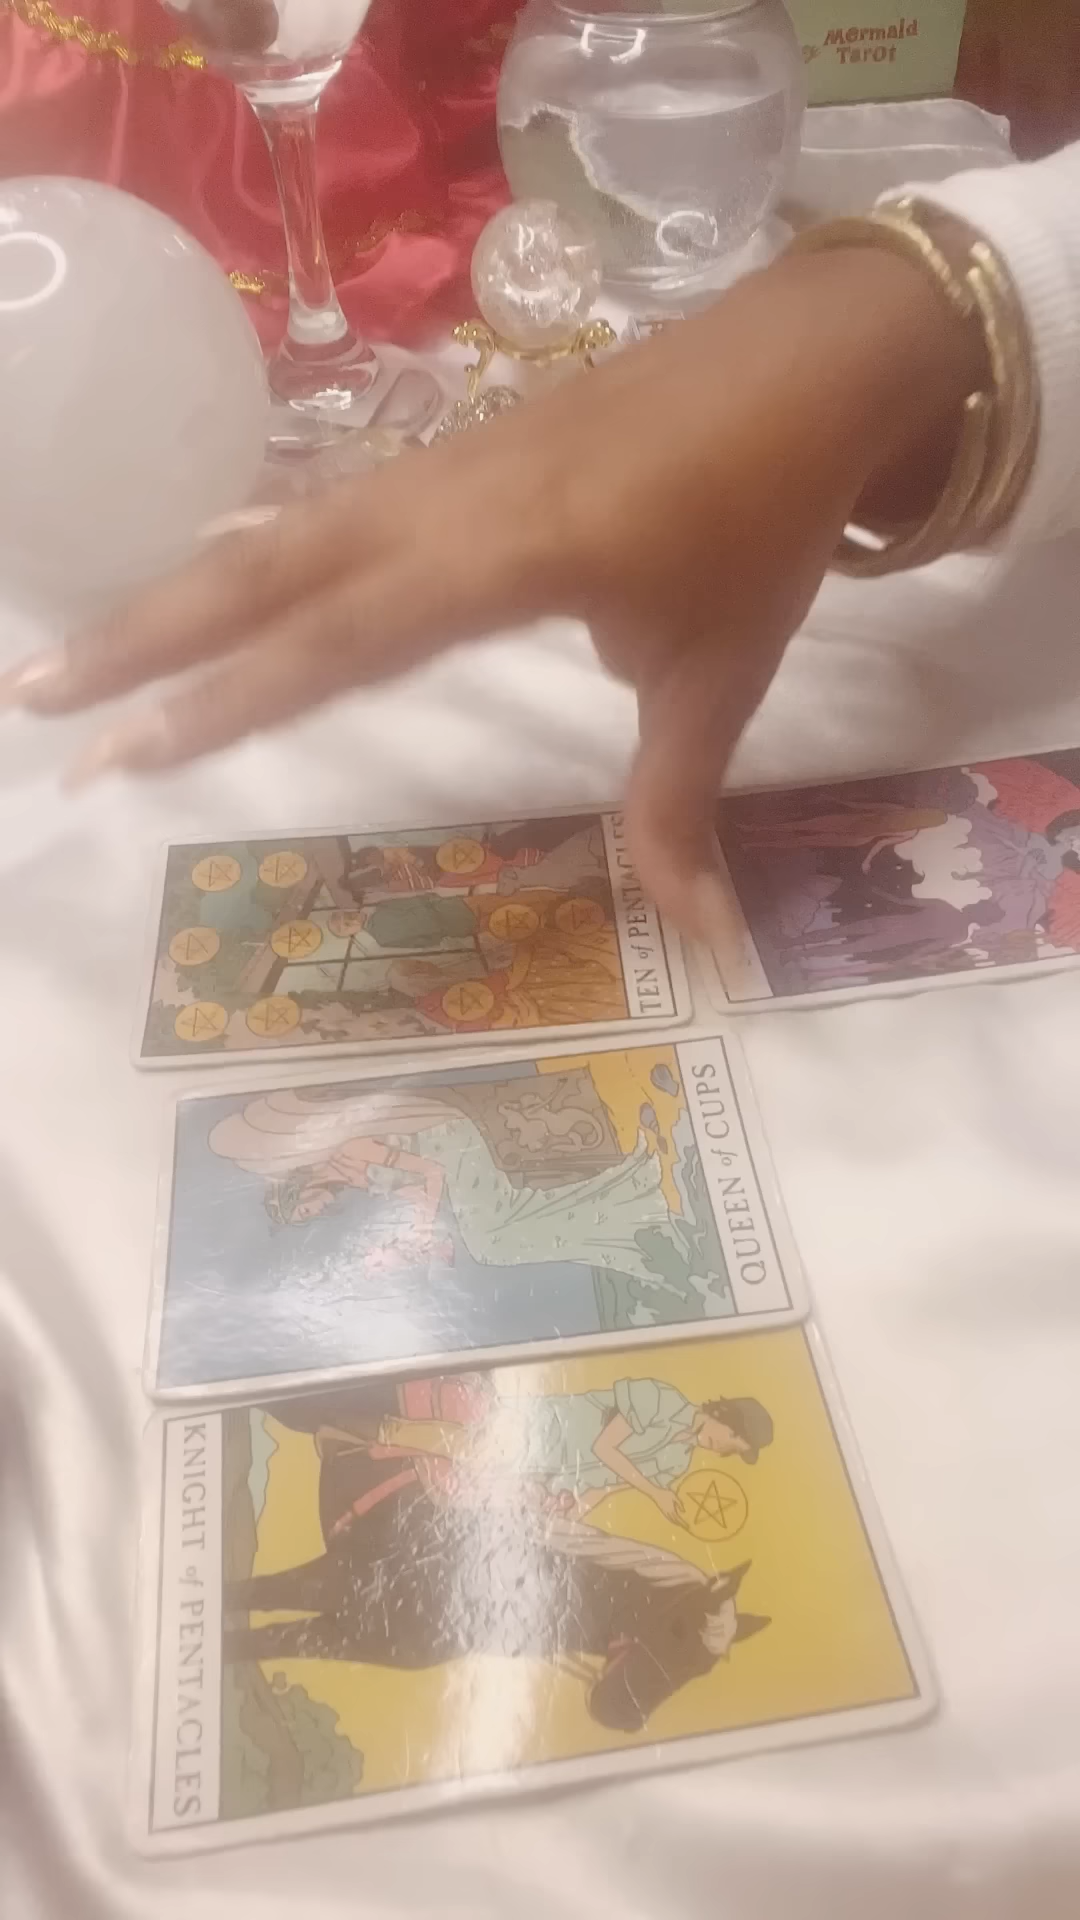 Mermaid
Tarot
TEN of PENTACLES
QUEEN of CUPS
KNIGHT of PENTACLES